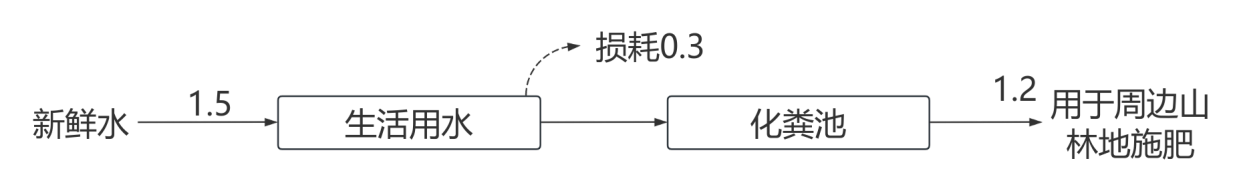 损耗0.3
新鲜水
1.5
生活用水
化粪池
1.2
用于周边山
林地施肥